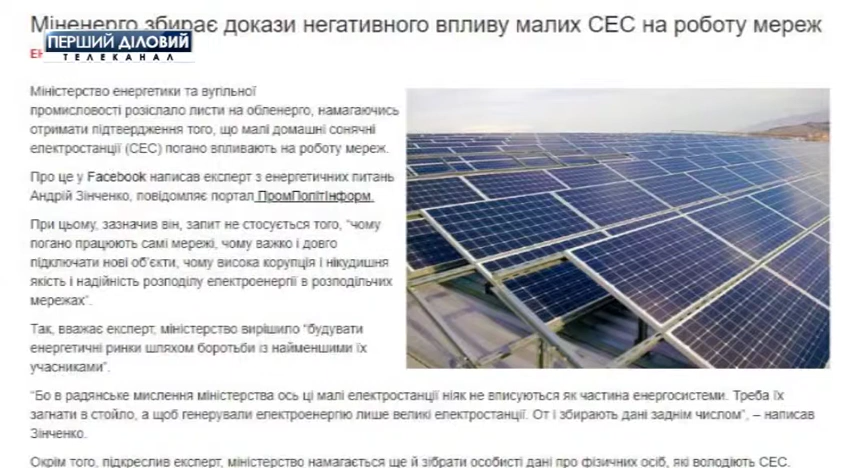 Міненерго збирає докази негативного впливу малих СЕС на роботу мереж
ПЕРШИЙ ДІЛОВИЙ
ТЕЛЕКАНАЛ
Міністерство енергетики та вугільної
промисловості розіслало листи на обленерго, намагаючись
отримати підтвердження того, що малі домашні сонячні
електростанції (СЕС) погано впливають на роботу мереж.
Про це у Facebook написав експерт з енергетичних питань
Андрій Зінченко, повідомляє портал ПромПолітІнформ.
При цьому, зазначив він, запит не стосується того, "чому
погано працюють самі мережі, чому важко і довго
підключати нові об'єкти, чому висока корупція і нікудишня
якість і надійність розподілу електроенергії в розподільчих
мережах".
Так, вважає експерт, міністерство вирішило "будувати
енергетичні ринки шляхом боротьби із найменшими їх
учасниками".
"Бо в радянське мислення міністерства ось ці малі електростанції ніяк не вписуються як частина енергосистеми. Треба їх
загнати в стойло, а щоб генерували електроенергію лише великі електростанції. От і збирають дані заднім числом", – написав
Зінченко.
Окрім того, підкреслив експерт, міністерство намагається ще й зібрати особисті дані про фізичних осіб, які володіють СЕС.